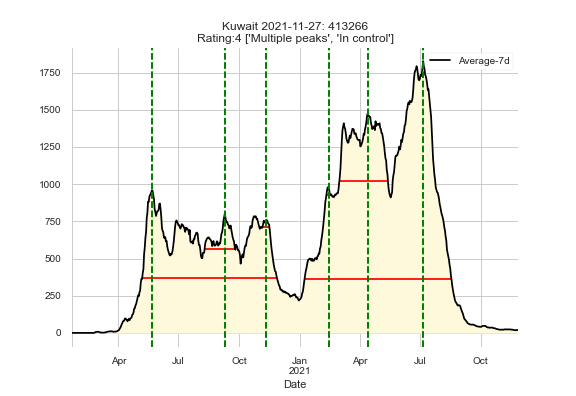 Kuwait 2021-11-27: 413266
Rating:4 ['Multiple peaks', 'In control']
Average-7d
1750
1500
1250
1000
750
500
250
0
Apr
Jul
Oct
Jan
2021
Apr
Jul
Oct
Date